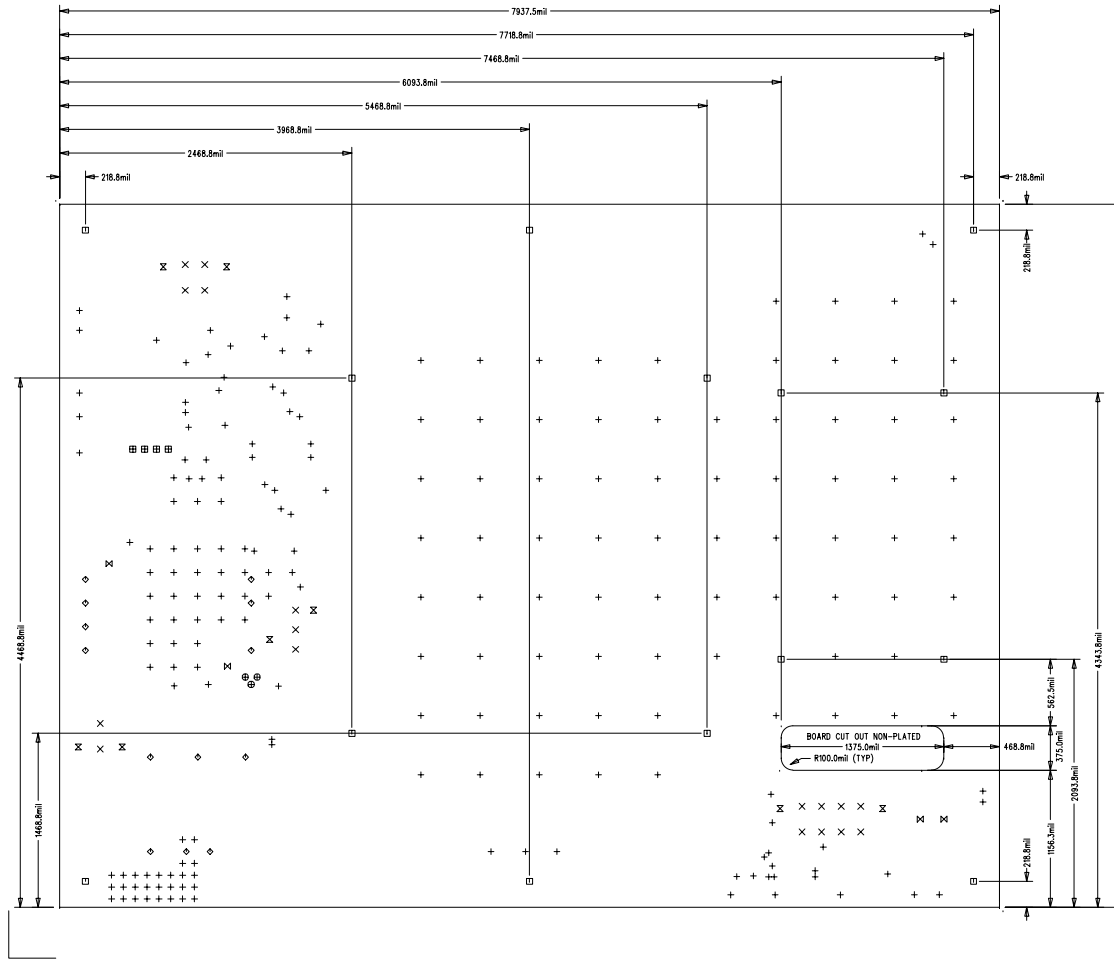 7937.5mil
7718.8mil
7468.8mil
6093.8mil
5468.8mil
3968.8mil
2468.8mil
218.8mil
218.8mil
218.8mil
4468.8mil
4343.8mil
562.5mil
BOARD CUT OUT NON-PLATED
1375.0mil
468.8mil
R100.0mil (TYP)
375.0mil
2093.8mil
1468.8mil
1156.3mil
218.8mil